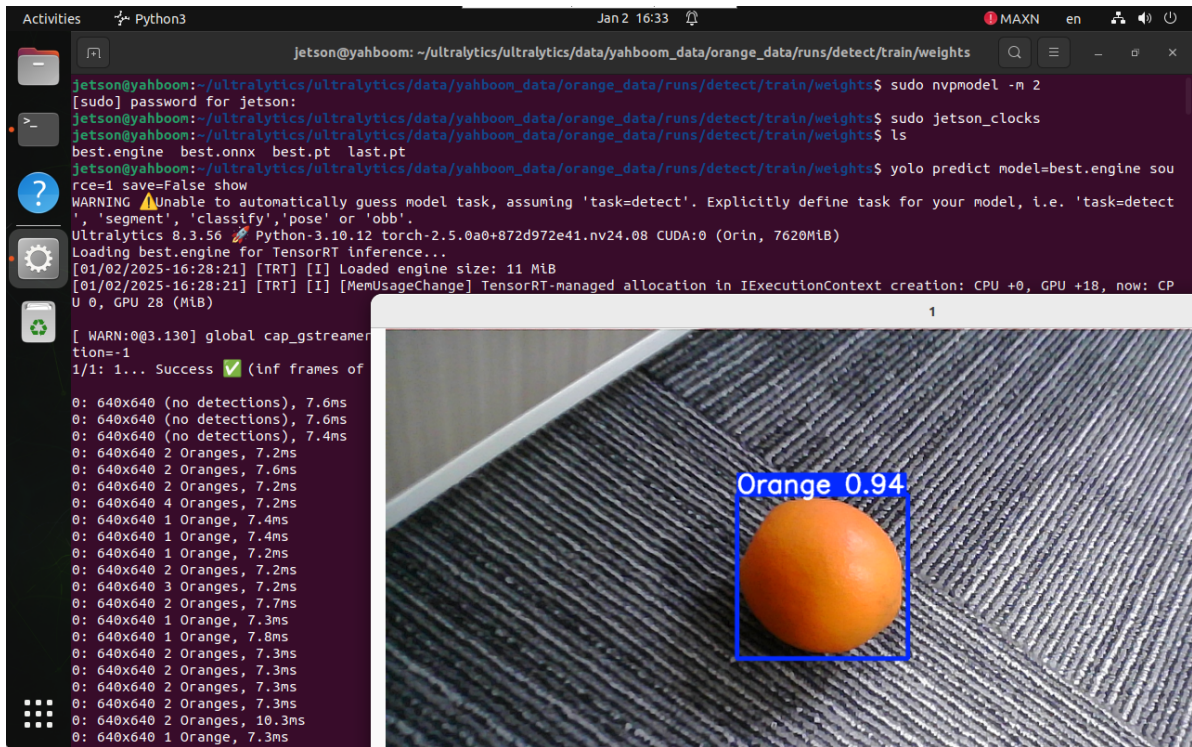 Activities Python3 Jan 2 16:33 MAXN en
jetson@yahboom: ~/ultralytics/ultralytics/data/yahboom_data/orange_data/runs/detect/train/weights
jetson@yahboom:~/ultralytics/ultralytics/data/yahboom_data/orange_data/runs/detect/train/weights$ sudo nvpmodel -m 2
[sudo] password for jetson:
jetson@yahboom:~/ultralytics/ultralytics/data/yahboom_data/orange_data/runs/detect/train/weights$ sudo jetson_clocks
jetson@yahboom:~/ultralytics/ultralytics/data/yahboom_data/orange_data/runs/detect/train/weights$ ls
best.engine best.onnx best.pt last.pt
jetson@yahboom:~/ultralytics/ultralytics/data/yahboom_data/orange_data/runs/detect/train/weights$ yolo predict model=best.engine sou
rce=1 save=False show
WARNING ⚠️Unable to automatically guess model task, assuming 'task=detect'. Explicitly define task for your model, i.e. 'task=detect
', 'segment', 'classify','pose' or 'obb'.
Ultralytics 8.3.56 🚀 Python-3.10.12 torch-2.5.0a0+872d972e41.nv24.08 CUDA:0 (Orin, 7620MiB)
Loading best.engine for TensorRT inference...
[01/02/2025-16:28:21] [TRT] [I] Loaded engine size: 11 MiB
[01/02/2025-16:28:21] [TRT] [I] [MemUsageChange] TensorRT-managed allocation in IExecutionContext creation: CPU +0, GPU +18, now: CP
U 0, GPU 28 (MiB)
1
[ WARN:0@3.130] global cap_gstreamer
tion=-1
1/1: 1... Success ✅ (inf frames of
0: 640x640 (no detections), 7.6ms
0: 640x640 (no detections), 7.6ms
0: 640x640 (no detections), 7.4ms
0: 640x640 2 Oranges, 7.2ms
0: 640x640 2 Oranges, 7.6ms
0: 640x640 2 Oranges, 7.2ms
0: 640x640 4 Oranges, 7.2ms
0: 640x640 1 Orange, 7.4ms
0: 640x640 1 Orange, 7.4ms
0: 640x640 1 Orange, 7.2ms
0: 640x640 2 Oranges, 7.2ms
0: 640x640 3 Oranges, 7.2ms
0: 640x640 2 Oranges, 7.7ms
0: 640x640 1 Orange, 7.3ms
0: 640x640 1 Orange, 7.8ms
0: 640x640 2 Oranges, 7.3ms
0: 640x640 2 Oranges, 7.3ms
0: 640x640 2 Oranges, 7.3ms
0: 640x640 2 Oranges, 7.3ms
0: 640x640 2 Oranges, 10.3ms
0: 640x640 1 Orange, 7.3ms
Orange 0.94